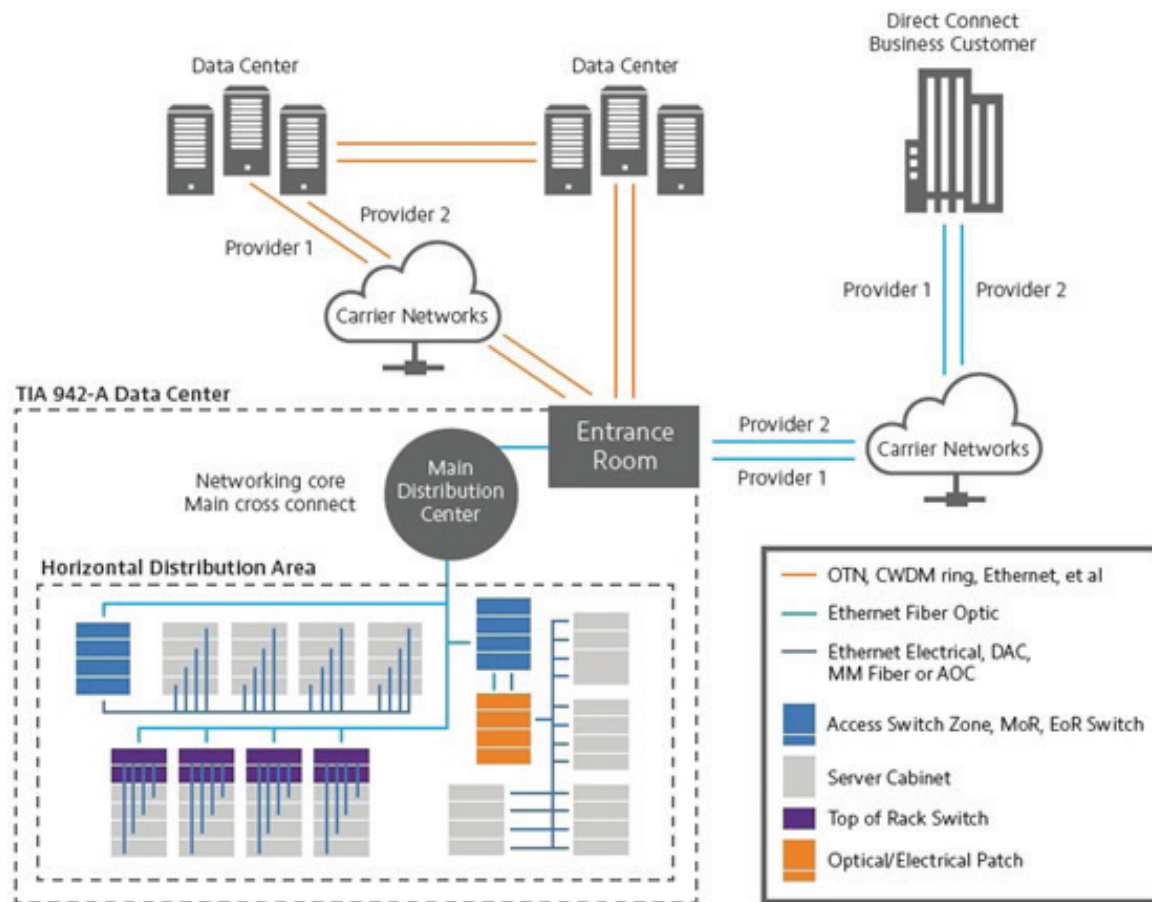 Direct Connect
Business Customer
Data Center
Data Center
Provider 2
Provider 1
Carrier Networks
Provider 1
Provider 2
TIA 942-A Data Center
Entrance
Room
Provider 2
Provider 1
Carrier Networks
Networking core
Main cross connect
Main
Distribution
Center
Horizontal Distribution Area
OTN, CWDM ring, Ethernet, et al
Ethernet Fiber Optic
Ethernet Electrical, DAC,
MM Fiber or AOC
Access Switch Zone, MoR, EoR Switch
Server Cabinet
Top of Rack Switch
Optical/Electrical Patch